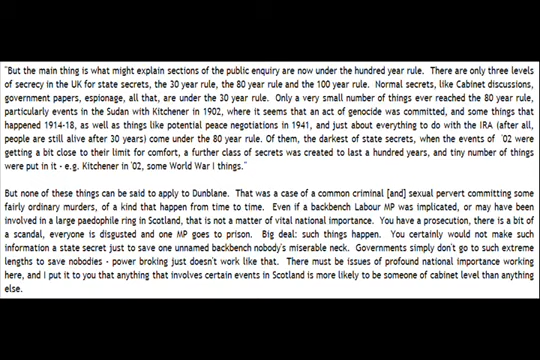 "But the main thing is what might explain sections of the public enquiry are now under the hundred year rule.  There are only three levels
of secrecy in the UK for state secrets, the 30 year rule, the 80 year rule and the 100 year rule.  Normal secrets, like Cabinet discussions,
government papers, espionage, all that, are under the 30 year rule.  Only a very small number of things ever reached the 80 year rule,
particularly events in the Sudan with Kitchener in 1902, where it seems that an act of genocide was committed, and some things that
happened 1914-18, as well as things like potential peace negotiations in 1941, and just about everything to do with the IRA (after all,
people are still alive after 30 years) come under the 80 year rule.  Of them, the darkest of state secrets, when the events of  '02 were
getting a bit close to their limit for comfort, a further class of secrets was created to last a hundred years, and tiny number of things
were put in it - e.g. Kitchener in '02, some World War I things."
But none of these things can be said to apply to Dunblane.  That was a case of a common criminal [and] sexual pervert committing some
fairly ordinary murders, of a kind that happen from time to time.  Even if a backbench Labour MP was implicated, or may have been
involved in a large paedophile ring in Scotland, that is not a matter of vital national importance.  You have a prosecution, there is a bit of
a scandal, everyone is disgusted and one MP goes to prison.  Big deal: such things happen.  You certainly would not make such
information a state secret just to save one unnamed backbench nobody's miserable neck.  Governments simply don't go to such extreme
lengths to save nobodies - power broking just doesn't work like that.  There must be issues of profound national importance working
here, and I put it to you that anything that involves certain events in Scotland is more likely to be someone of cabinet level than anything
else.